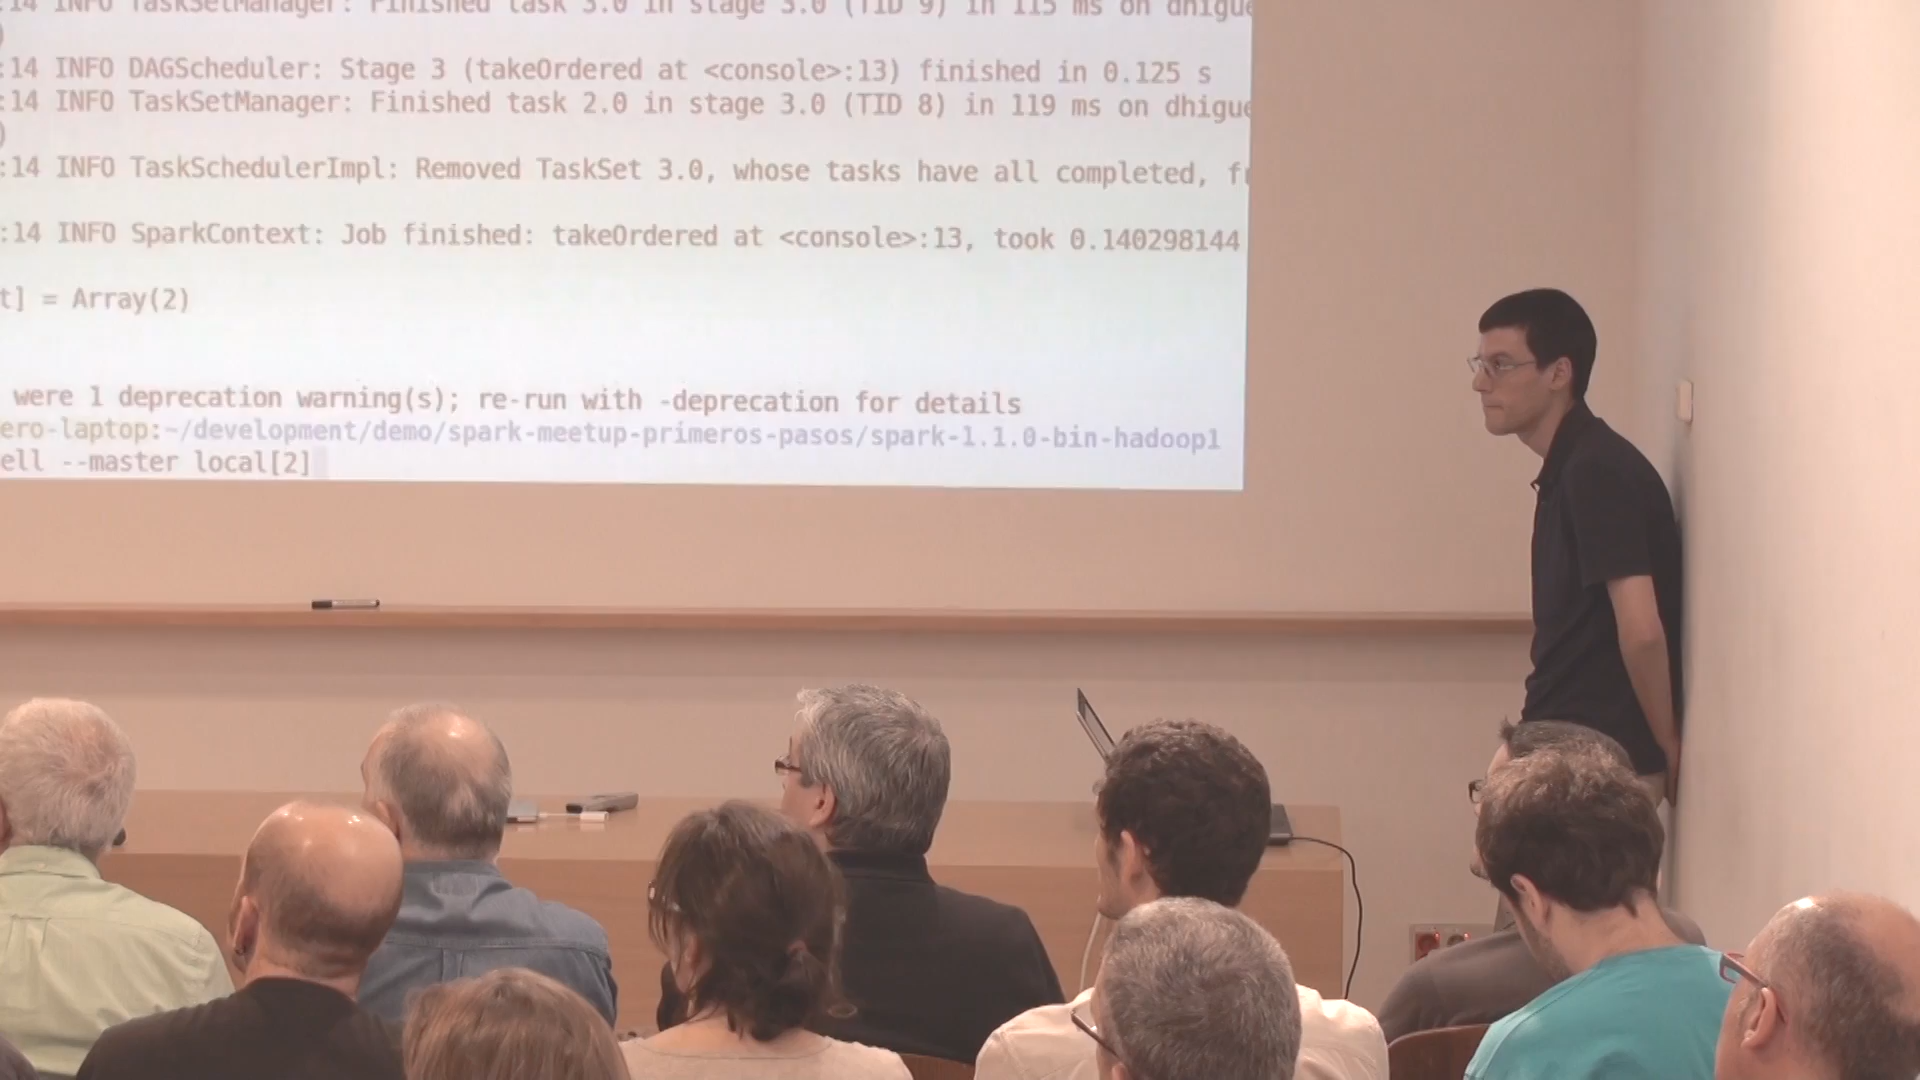 :14 INFO TaskSetManager: Finished task 3.0 in stage 3.0 (TID 9) in 115 ms on dhigue
)
:14 INFO DAGScheduler: Stage 3 (takeOrdered at <console>:13) finished in 0.125 s
:14 INFO TaskSetManager: Finished task 2.0 in stage 3.0 (TID 8) in 119 ms on dhigue
)
:14 INFO TaskSchedulerImpl: Removed TaskSet 3.0, whose tasks have all completed, f
:14 INFO SparkContext: Job finished: takeOrdered at <console>:13, took 0.140298144
t] = Array(2)
were 1 deprecation warning(s); re-run with -deprecation for details
ero-laptop:~/development/demo/spark-meetup-primeros-pasos/spark-1.1.0-bin-hadoop1
ell --master local[2]